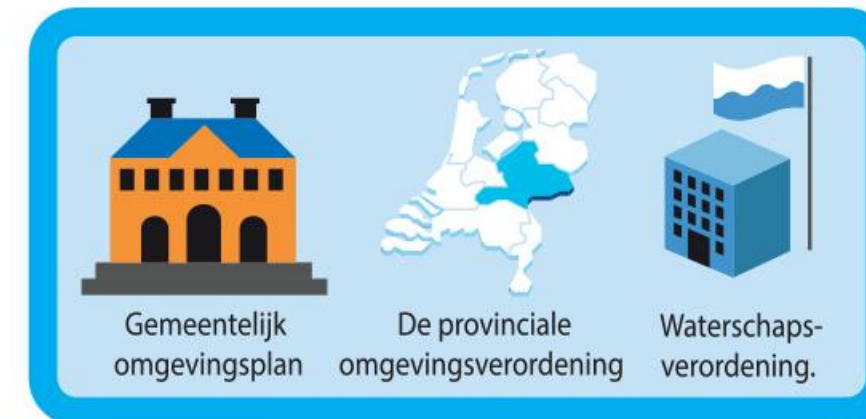 Gemeentelijk
omgevingsplan
De provinciale
omgevingsverordening
Waterschaps-
verordening.